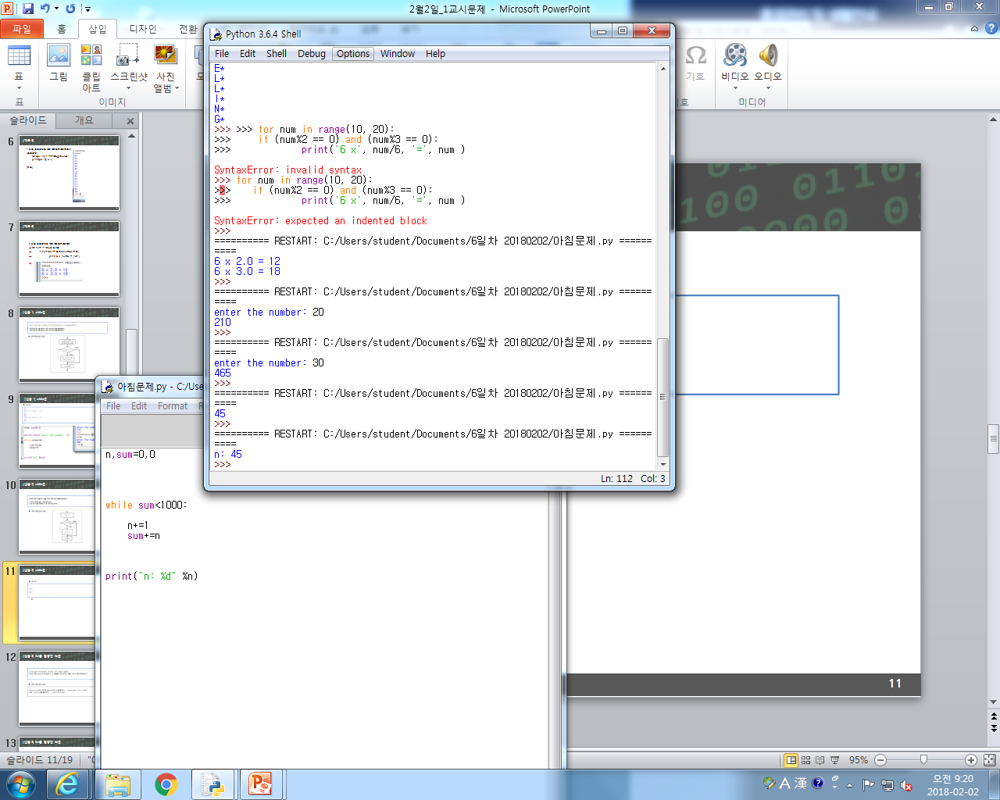 2월2일_1교시문제 - Microsoft PowerPoint
파일
홈
삽입
디자인
전환
표
그림
클립
아트
스크린샷
사진
앨범
기호
비디오
오디오
표
이미지
미디어
슬라이드
개요
Python 3.6.4 Shell
File Edit Shell Debug Options Window Help
E*
L*
L*
I*
N*
G*
>>> >>> for num in range(10, 20):
>>> if (num%2 == 0) and (num%3 == 0):
>>> print('6 x', num/6, '=', num )
SyntaxError: invalid syntax
>>> for num in range(10, 20):
>>> if (num%2 == 0) and (num%3 == 0):
>>> print('6 x', num/6, '=', num )
SyntaxError: expected an indented block
>>>
========== RESTART: C:/Users/student/Documents/6일차 20180202/아침문제.py ======
====
6 x 2.0 = 12
6 x 3.0 = 18
>>>
========== RESTART: C:/Users/student/Documents/6일차 20180202/아침문제.py ======
====
enter the number: 20
210
>>>
========== RESTART: C:/Users/student/Documents/6일차 20180202/아침문제.py ======
====
enter the number: 30
465
>>>
========== RESTART: C:/Users/student/Documents/6일차 20180202/아침문제.py ======
====
45
>>>
========== RESTART: C:/Users/student/Documents/6일차 20180202/아침문제.py ======
====
n: 45
>>>
Ln: 112 Col: 3
6
7
8
9
10
11
12
13
아침문제.py - C:/Use
File Edit Format
n,sum=0,0
while sum<1000:
n+=1
sum+=n
print("n: %d" %n)
11
슬라이드 11/19
95%
A 漢
오전 9:20
2018-02-02